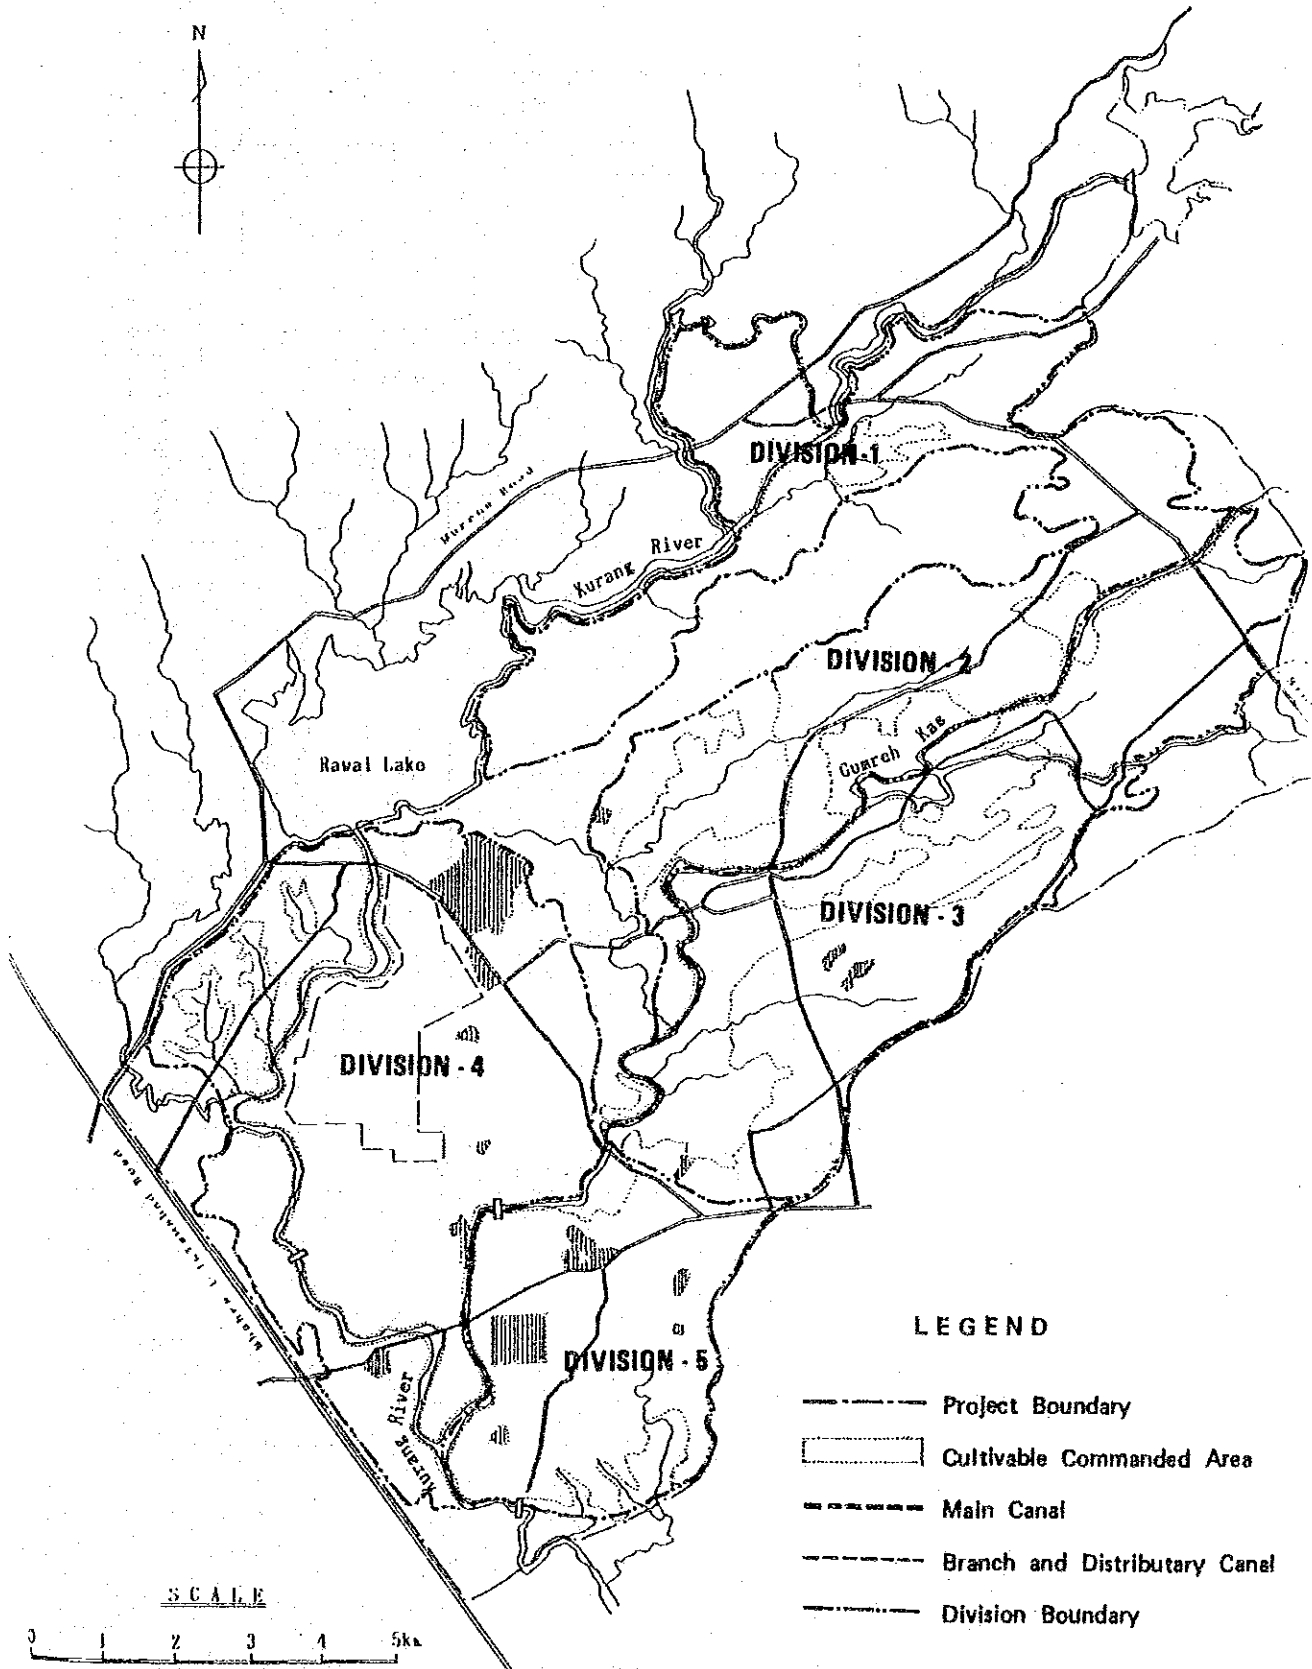 N
DIVISION-1
Murree Road
Kurang River
DIVISION - 2
Gumreh Kas
Rawal Lake
DIVISION - 3
DIVISION - 4
DIVISION - 5
Kurang River
LEGEND
Project Boundary
Cultivable Commanded Area
Main Canal
Branch and Distributary Canal
Division Boundary
SCALE
0 1 2 3 4 5km